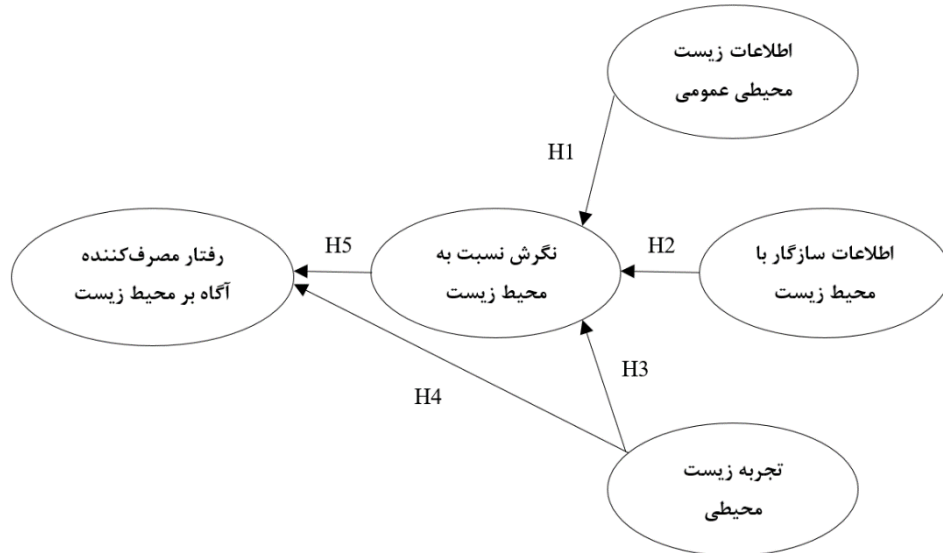 اطلاعات زیست
محیطی عمومی
H1
اطلاعات سازگار با
محیط زیست
H2
نگرش نسبت به
محیط زیست
H5
رفتار مصرف‌کننده
آگاه بر محیط زیست
H3
H4
تجربه زیست
محیطی